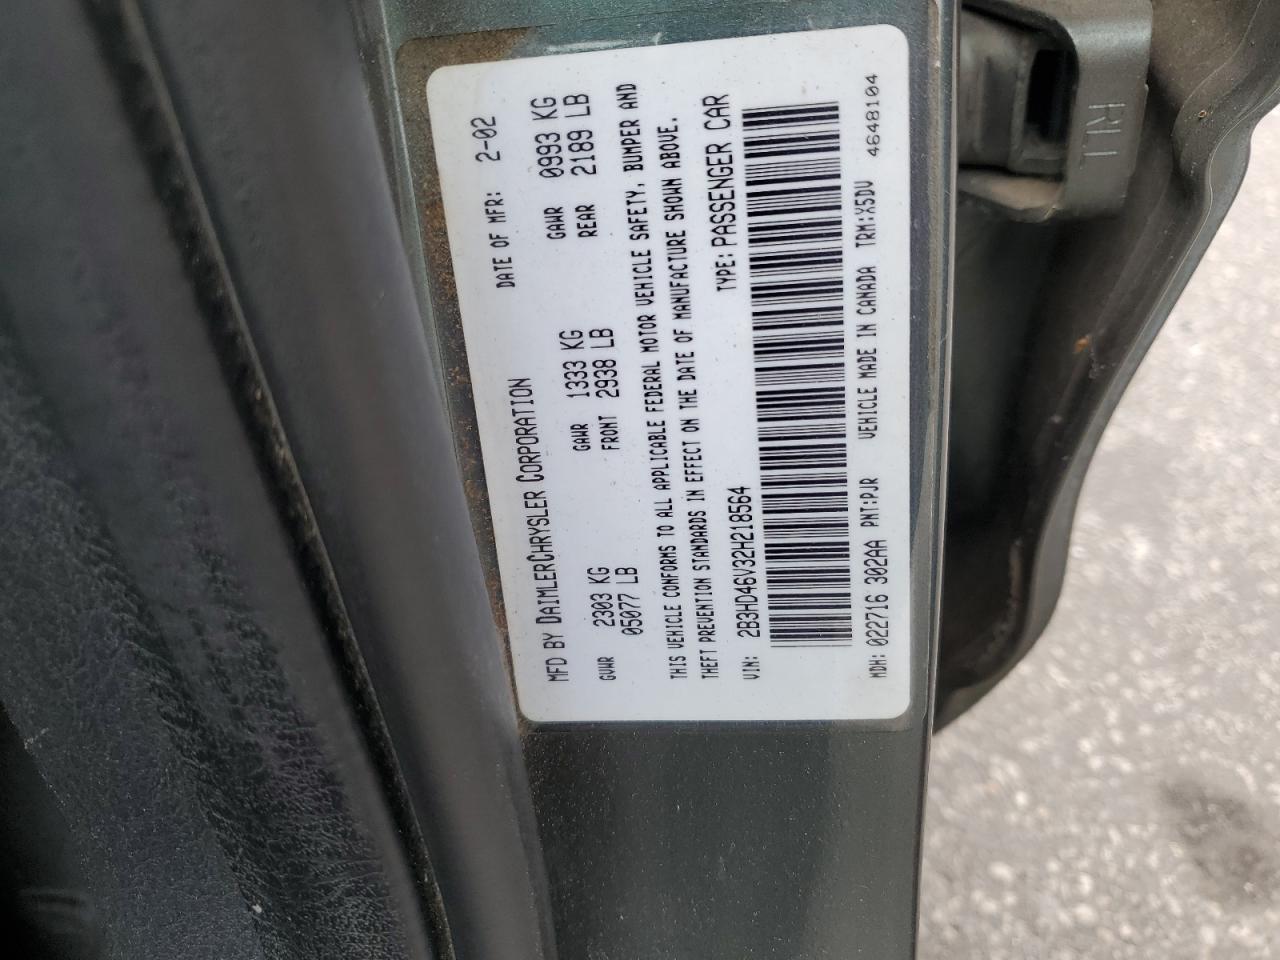 MFD BY DAIMLERCHRYSLER CORPORATION DATE OF MFR: 2-02
GVWR 2303 KG GAWR 1333 KG GAWR 0993 KG
05077 LB FRONT 2938 LB REAR 2189 LB
THIS VEHICLE CONFORMS TO ALL APPLICABLE FEDERAL MOTOR VEHICLE SAFETY, BUMPER AND
THEFT PREVENTION STANDARDS IN EFFECT ON THE DATE OF MANUFACTURE SHOWN ABOVE.
VIN: 2B3HD46V32H218564 TYPE: PASSENGER CAR
MDH: 022716 302AA PNT:PJR VEHICLE MADE IN CANADA TRM:X5DV 4648104